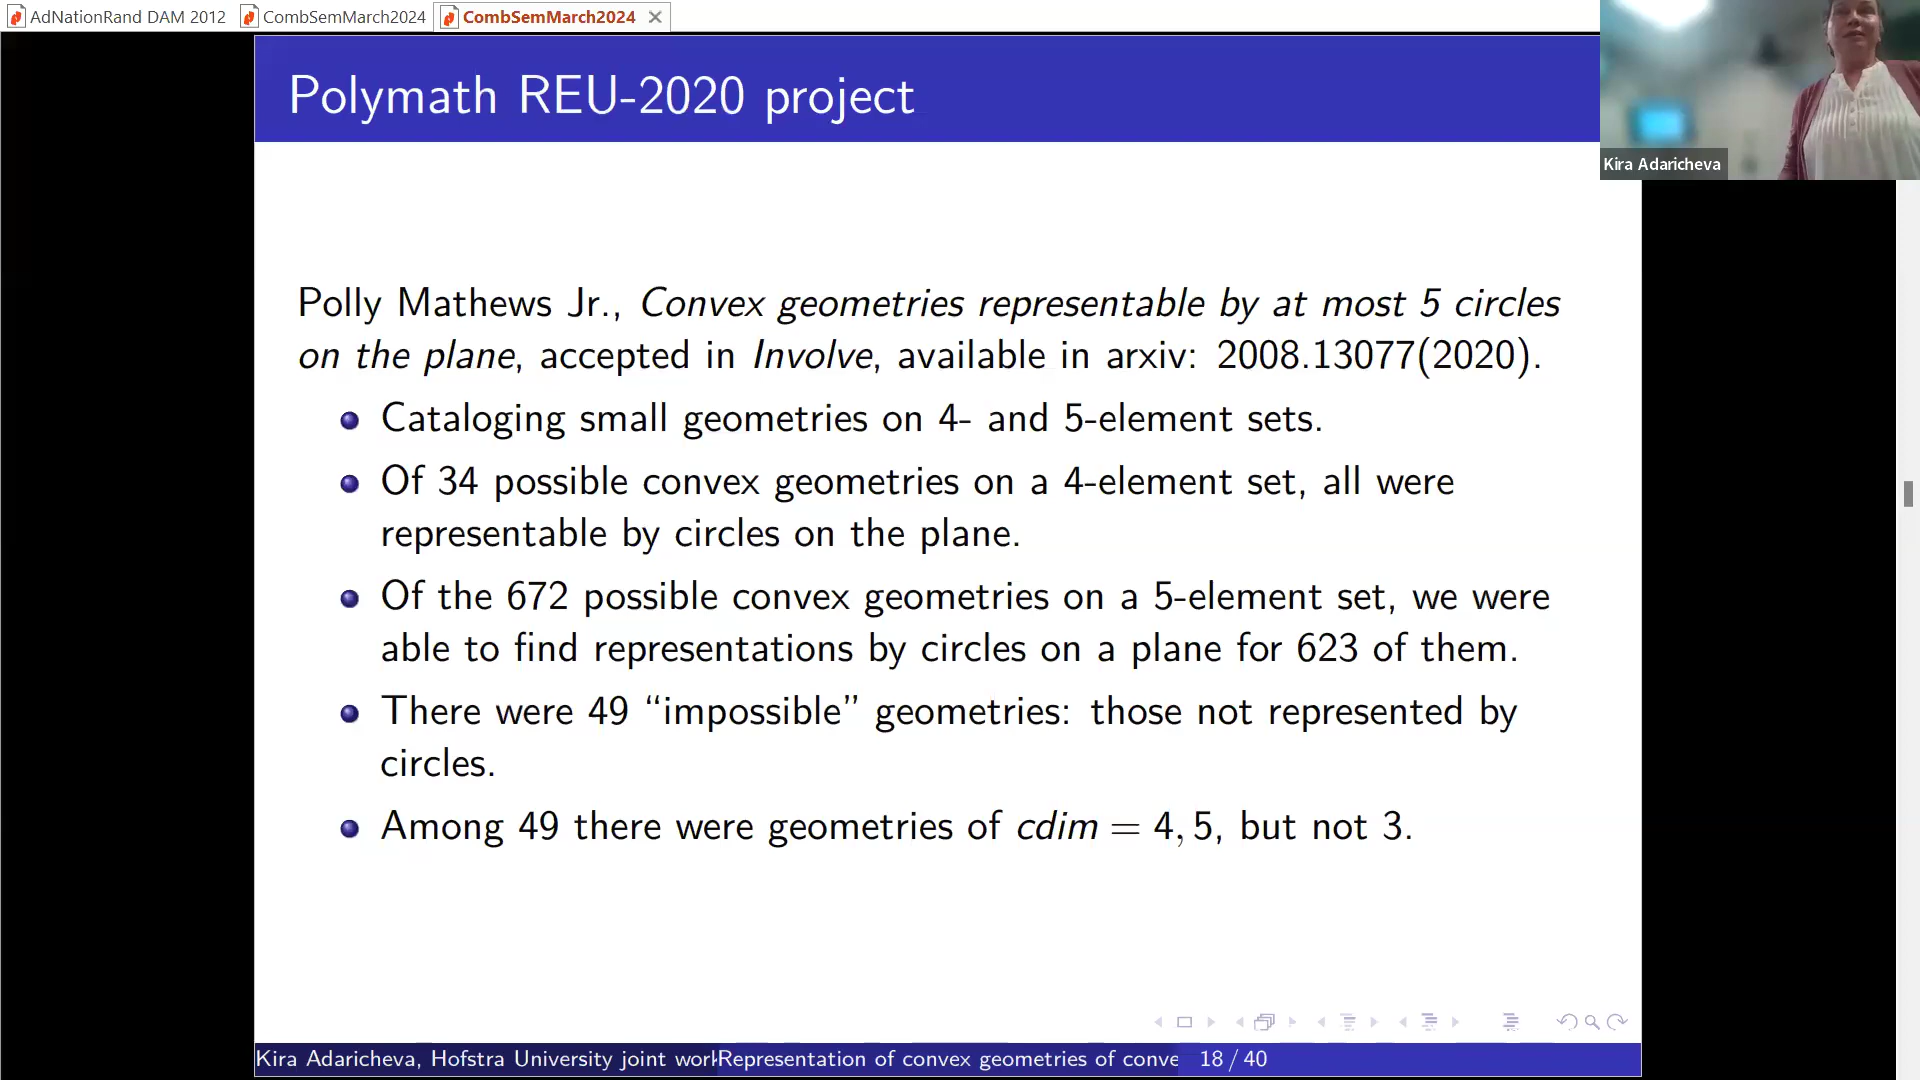 AdNationRand DAM 2012 CombSemMarch2024 CombSemMarch2024
Polymath REU-2020 project
Kira Adaricheva
Polly Mathews Jr., Convex geometries representable by at most 5 circles
on the plane, accepted in Involve, available in arxiv: 2008.13077(2020).
Cataloging small geometries on 4- and 5-element sets.
Of 34 possible convex geometries on a 4-element set, all were
representable by circles on the plane.
Of the 672 possible convex geometries on a 5-element set, we were
able to find representations by circles on a plane for 623 of them.
There were 49 “impossible” geometries: those not represented by
circles.
Among 49 there were geometries of cdim = 4, 5, but not 3.
Kira Adaricheva, Hofstra University joint work Representation of convex geometries of conve 18 / 40